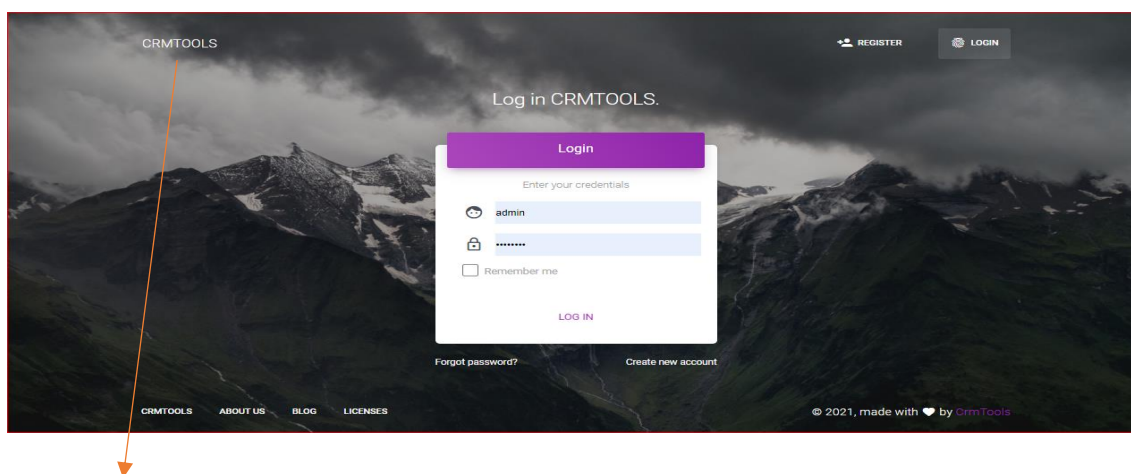 CRMTOOLS
REGISTER
LOGIN
Log in CRMTOOLS.
Login
Enter your credentials
admin
••••••••
Remember me
LOG IN
Forgot password?
Create new account
CRMTOOLS ABOUT US BLOG LICENSES
© 2021, made with ♥ by CrmTools